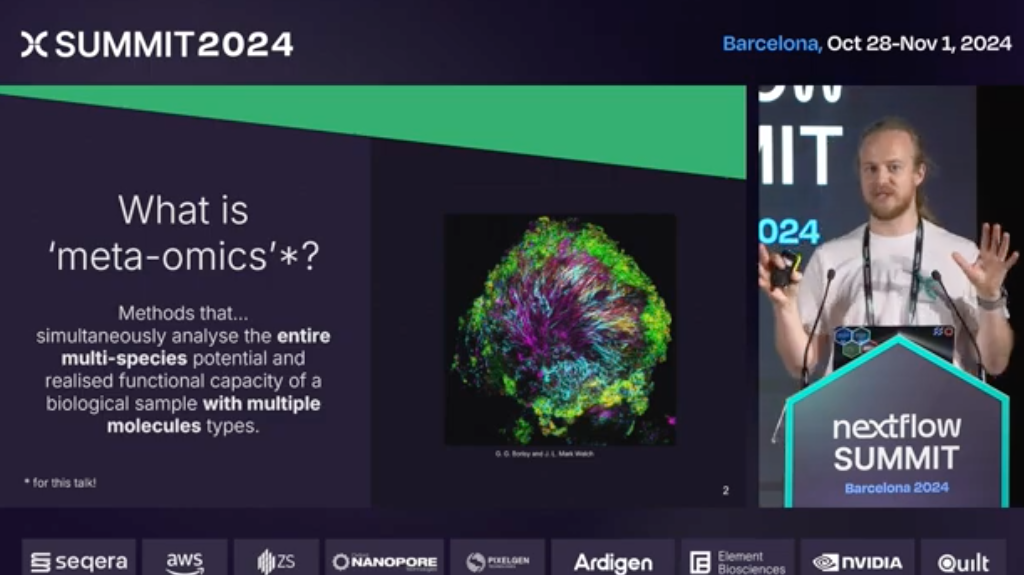 SUMMIT2024
Barcelona, Oct 28-Nov 1, 2024
What is
‘meta-omics’*?
Methods that...
simultaneously analyse the entire
multi-species potential and
realised functional capacity of a
biological sample with multiple
molecules types.
* for this talk!
G. G. Borisy and J. L. Mark Welch
2
MIT
024
nextflow
SUMMIT
Barcelona 2024
seqera
aws
ZS
NANOPORE
PIXELGEN
Ardigen
Element
Biosciences
NVIDIA
Quilt